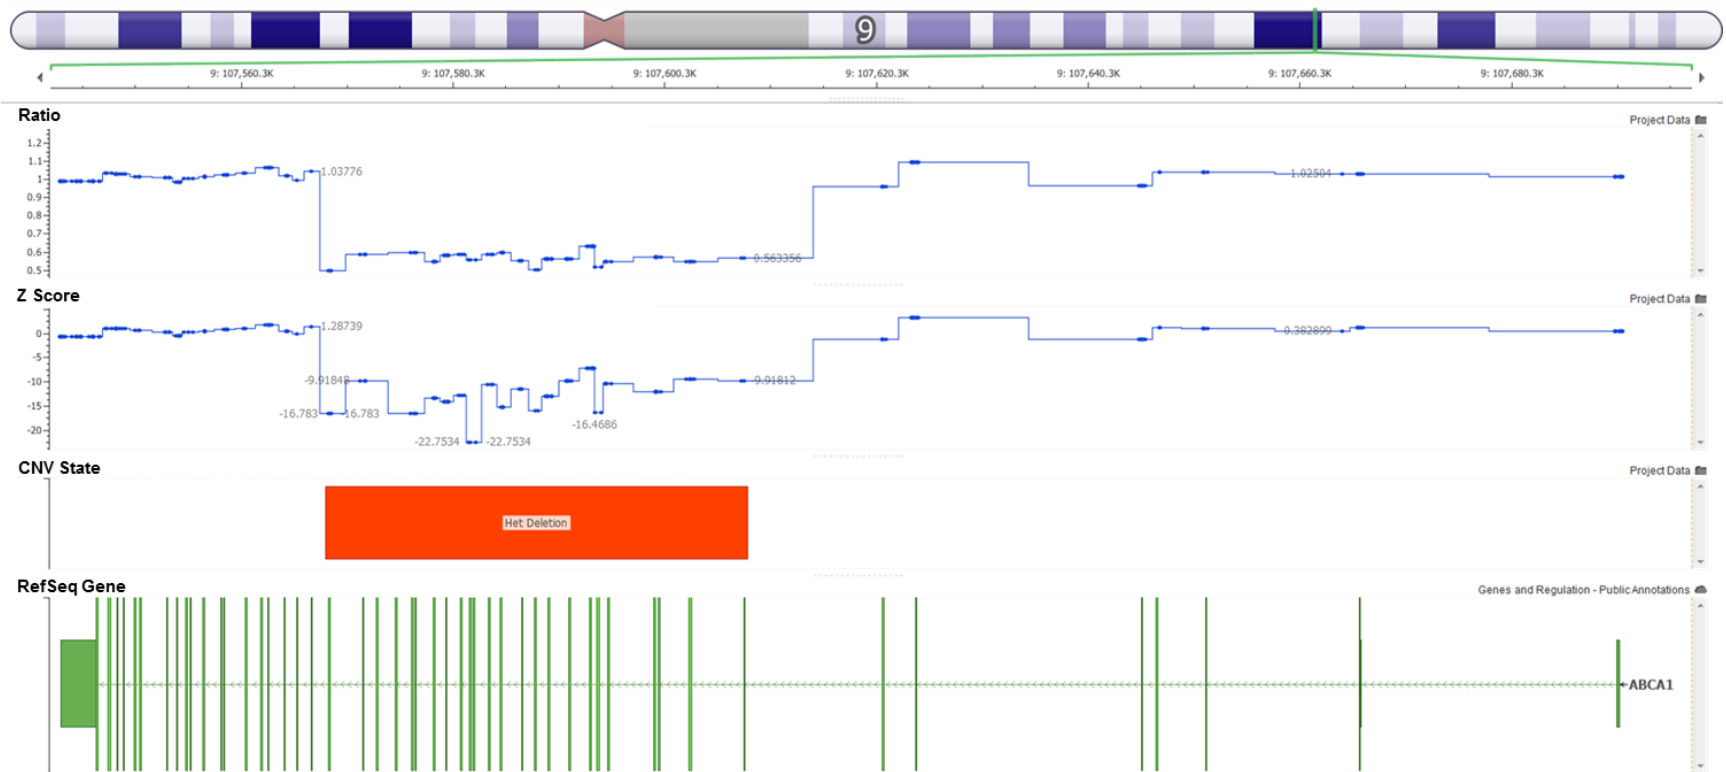 9
9: 107,560.3K 9: 107,580.3K 9: 107,600.3K 9: 107,620.3K 9: 107,640.3K 9: 107,660.3K 9: 107,680.3K
Ratio
Project Data
1.2
1.1
1
0.9
0.8
0.7
0.6
0.5
1.03776
0.563356
1.02504
Z Score
Project Data
0
-5
-10
-15
-20
1.28739
-9.91848
-16.783 -16.783
-22.7534 -22.7534
-16.4686
-9.91812
0.382899
CNV State
Project Data
Het Deletion
RefSeq Gene
Genes and Regulation - Public Annotations
ABCA1